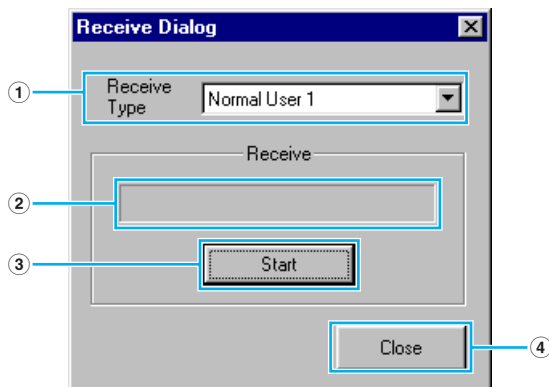 Receive Dialog
①
Receive
Type
Normal User 1
Receive
②
③
Start
Close
④